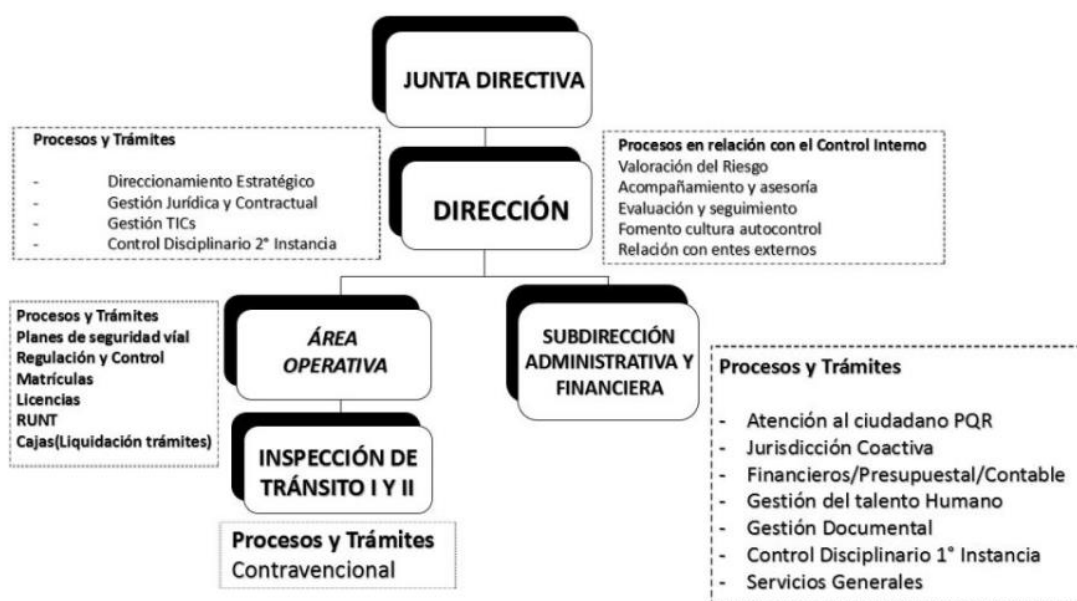 JUNTA DIRECTIVA
Procesos y Trámites
- Direccionamiento Estratégico
- Gestión Jurídica y Contractual
- Gestión TICs
- Control Disciplinario 2° Instancia
DIRECCIÓN
Procesos en relación con el Control Interno
Valoración del Riesgo
Acompañamiento y asesoría
Evaluación y seguimiento
Fomento cultura autocontrol
Relación con entes externos
Procesos y Trámites
Planes de seguridad víal
Regulación y Control
Matrículas
Licencias
RUNT
Cajas(Liquidación trámites)
ÁREA
OPERATIVA
SUBDIRECCIÓN
ADMINISTRATIVA Y
FINANCIERA
Procesos y Trámites
- Atención al ciudadano PQR
- Jurisdicción Coactiva
- Financieros/Presupuestal/Contable
- Gestión del talento Humano
- Gestión Documental
- Control Disciplinario 1° Instancia
- Servicios Generales
INSPECCIÓN DE
TRÁNSITO I Y II
Procesos y Trámites
Contravencional